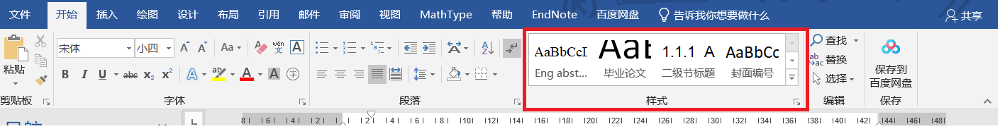 文件 开始 插入 绘图 设计 布局 引用 邮件 审阅 视图 MathType 帮助 EndNote 百度网盘 告诉我你想要做什么 共享
宋体 小四 A A Aa A wén 文 A AaBbCcI Aab 1.1.1 A AaBbCc 查找
粘贴 B I U abc X₂ X² A aby A A 字 Eng abst... 毕业论文 二级节标题 封面编号 ab ac 替换 保存到
选择 百度网盘
剪贴板 字体 段落 样式 编辑 保存
8 6 4 2 2 4 6 8 10 12 14 16 18 20 22 24 26 28 30 32 34 36 38 40 42 44 46 48